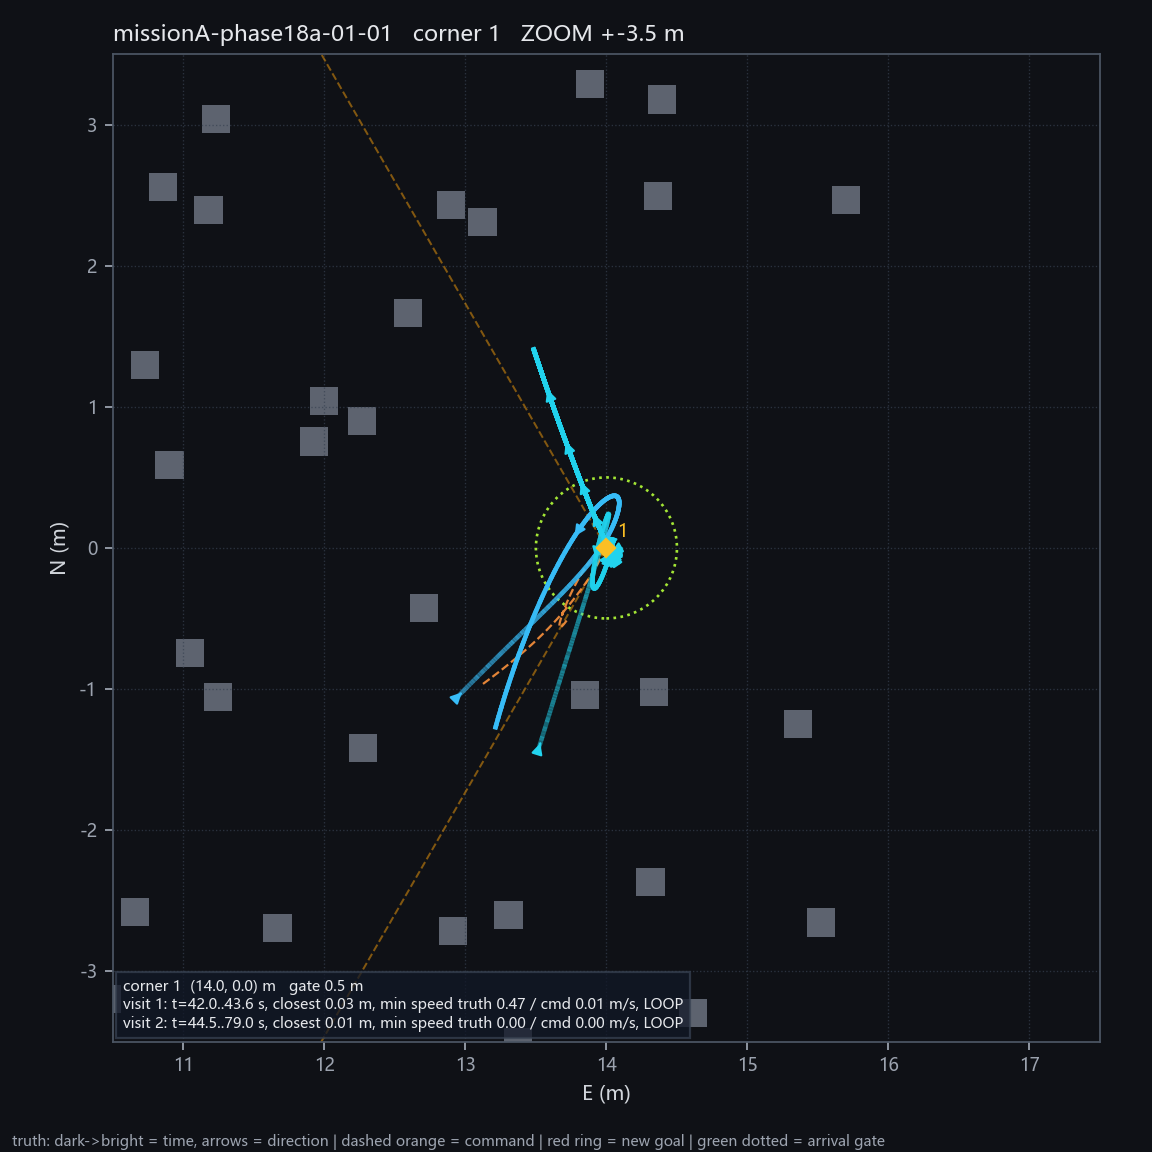 missionA-phase18a-01-01   corner 1   ZOOM +-3.5 m
3
2
1
0
-1
-2
-3
N (m)
1
corner 1  (14.0, 0.0) m   gate 0.5 m
visit 1: t=42.0..43.6 s, closest 0.03 m, min speed truth 0.47 / cmd 0.01 m/s, LOOP
visit 2: t=44.5..79.0 s, closest 0.01 m, min speed truth 0.00 / cmd 0.00 m/s, LOOP
11
12
13
14
15
16
17
E (m)
truth: dark->bright = time, arrows = direction | dashed orange = command | red ring = new goal | green dotted = arrival gate